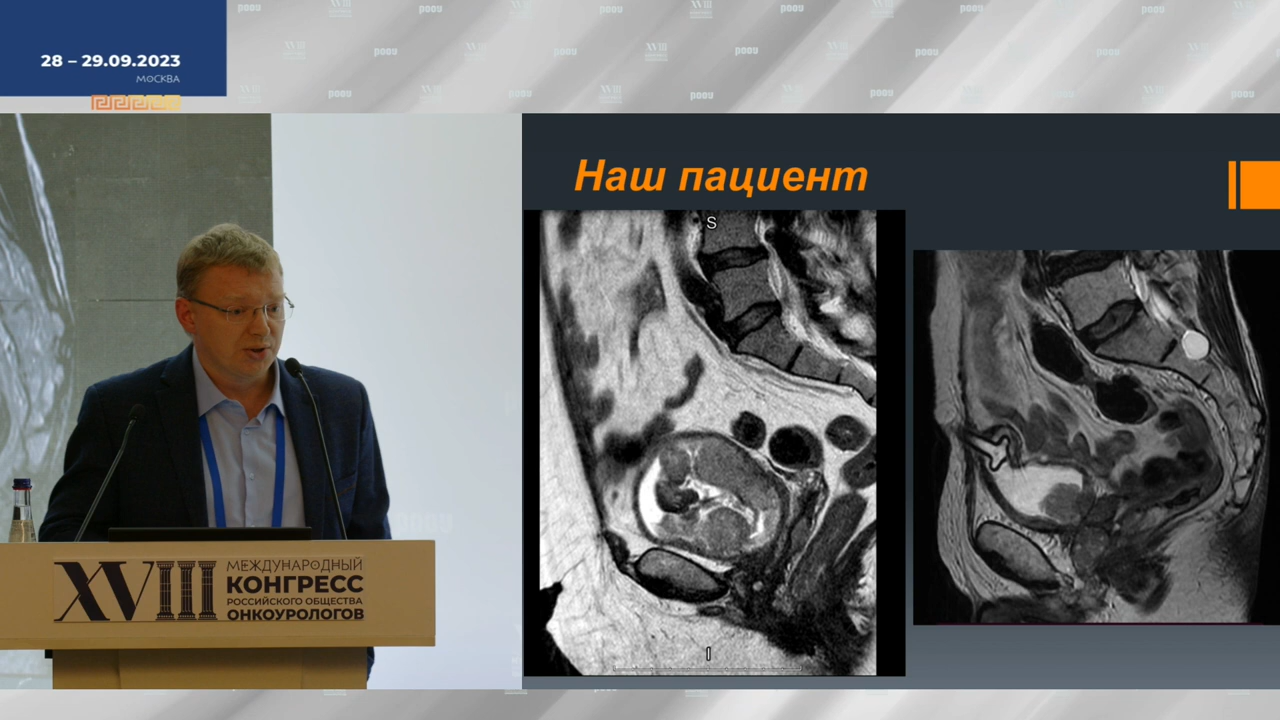 28 – 29.09.2023
МОСКВА
Наш пациент
S
I
XVIII
МЕЖДУНАРОДНЫЙ
КОНГРЕСС
РОССИЙСКОГО ОБЩЕСТВА
ОНКОУРОЛОГОВ